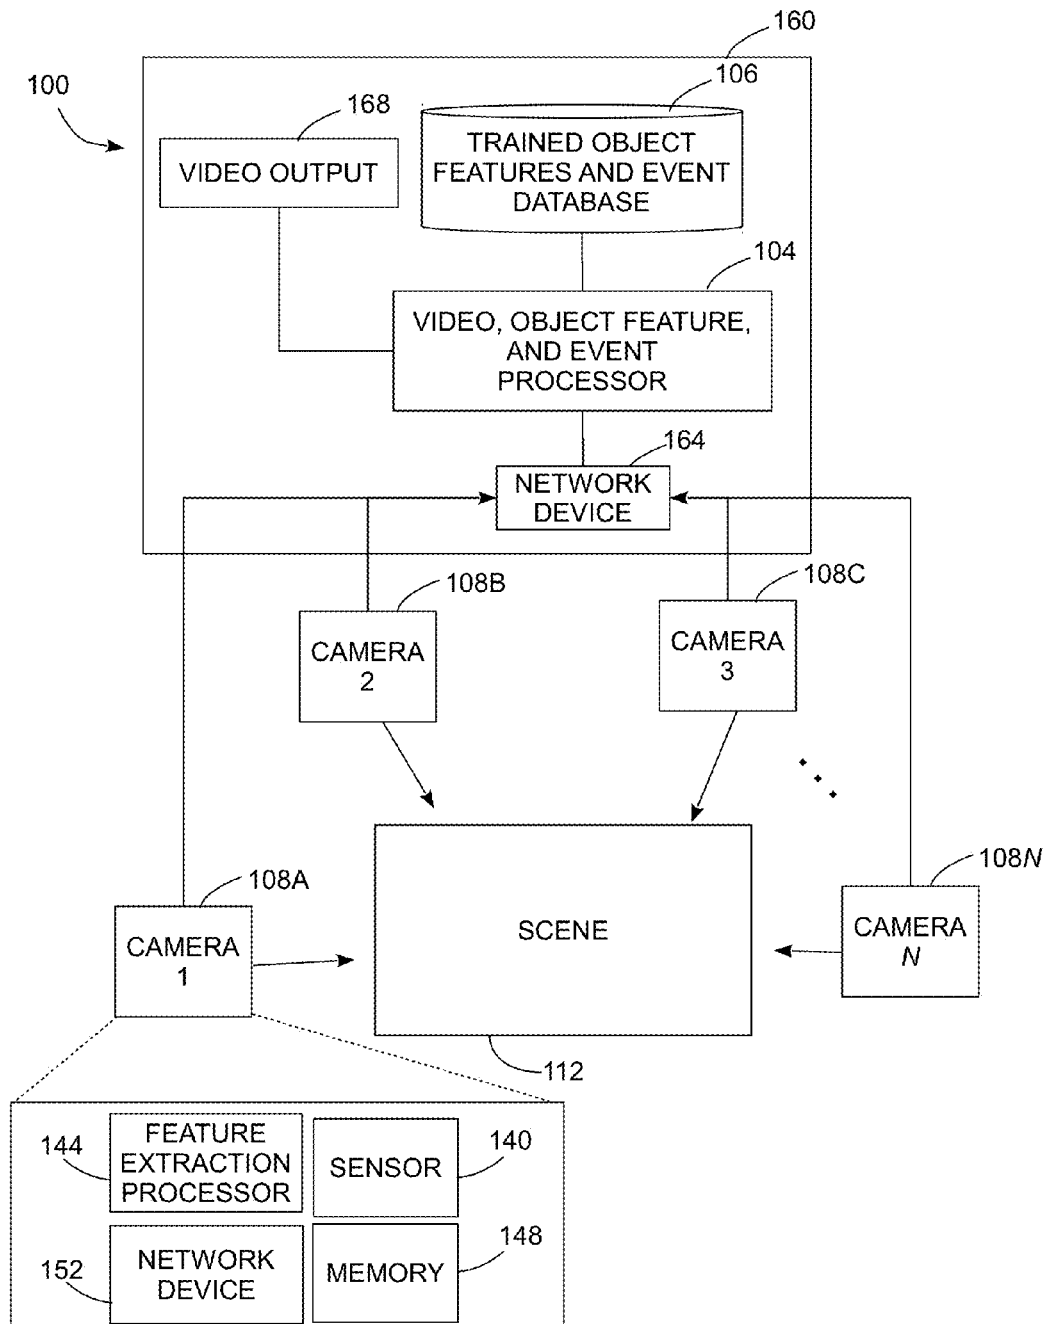 160
100
106
168
VIDEO OUTPUT
TRAINED OBJECT
FEATURES AND EVENT
DATABASE
104
VIDEO, OBJECT FEATURE,
AND EVENT
PROCESSOR
164
NETWORK
DEVICE
108B
108C
CAMERA
2
CAMERA
3
108A
108N
CAMERA
1
SCENE
CAMERA
N
112
144
FEATURE
EXTRACTION
PROCESSOR
SENSOR
140
152
NETWORK
DEVICE
MEMORY
148